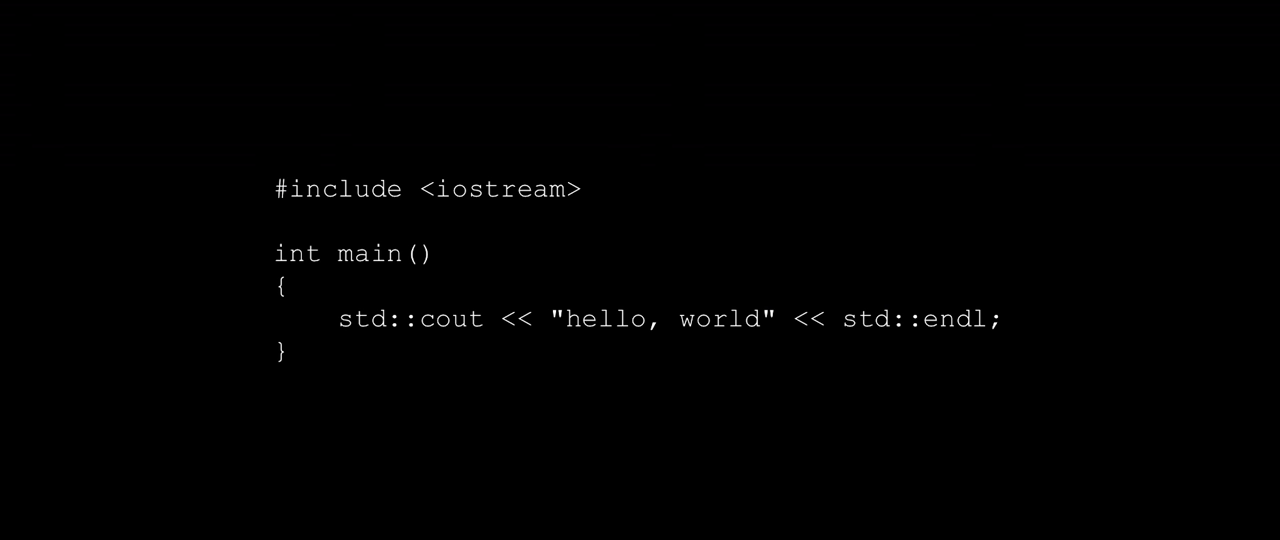 #include <iostream>

int main()
{
    std::cout << "hello, world" << std::endl;
}